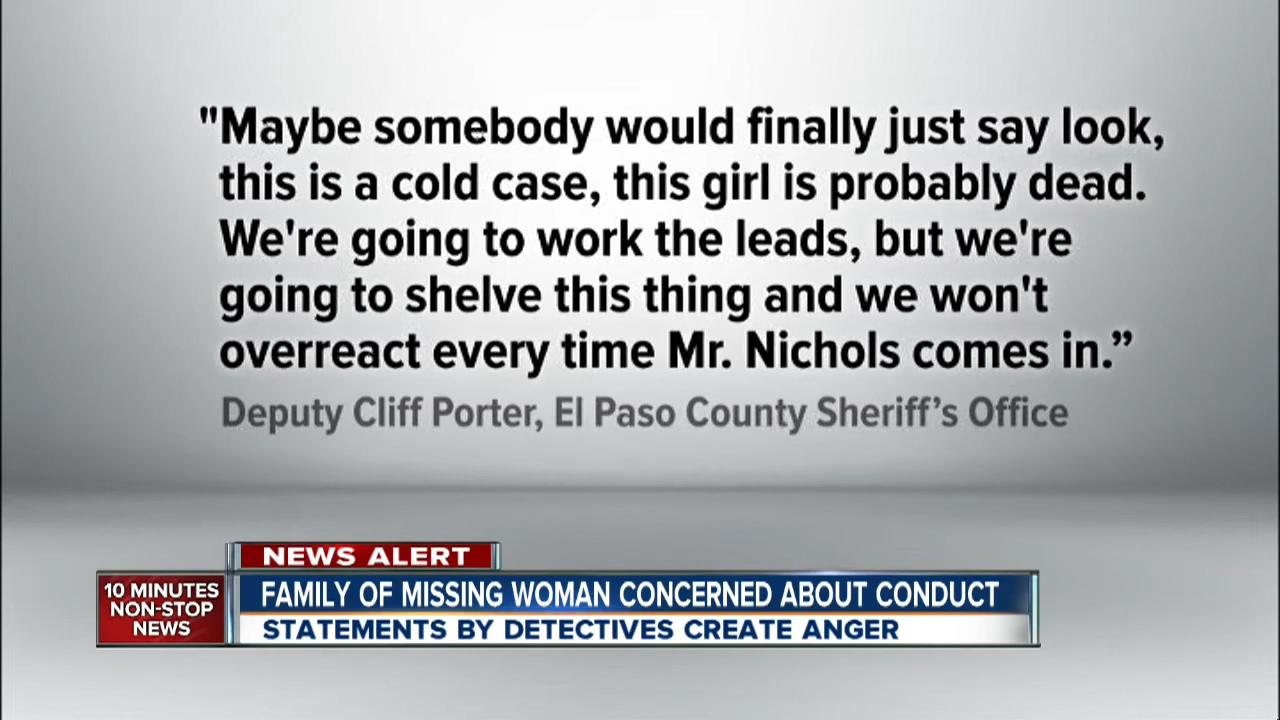 "Maybe somebody would finally just say look,
this is a cold case, this girl is probably dead.
We're going to work the leads, but we're
going to shelve this thing and we won't
overreact every time Mr. Nichols comes in.”
Deputy Cliff Porter, El Paso County Sheriff’s Office
NEWS ALERT
10 MINUTES
NON-STOP
NEWS
FAMILY OF MISSING WOMAN CONCERNED ABOUT CONDUCT
STATEMENTS BY DETECTIVES CREATE ANGER